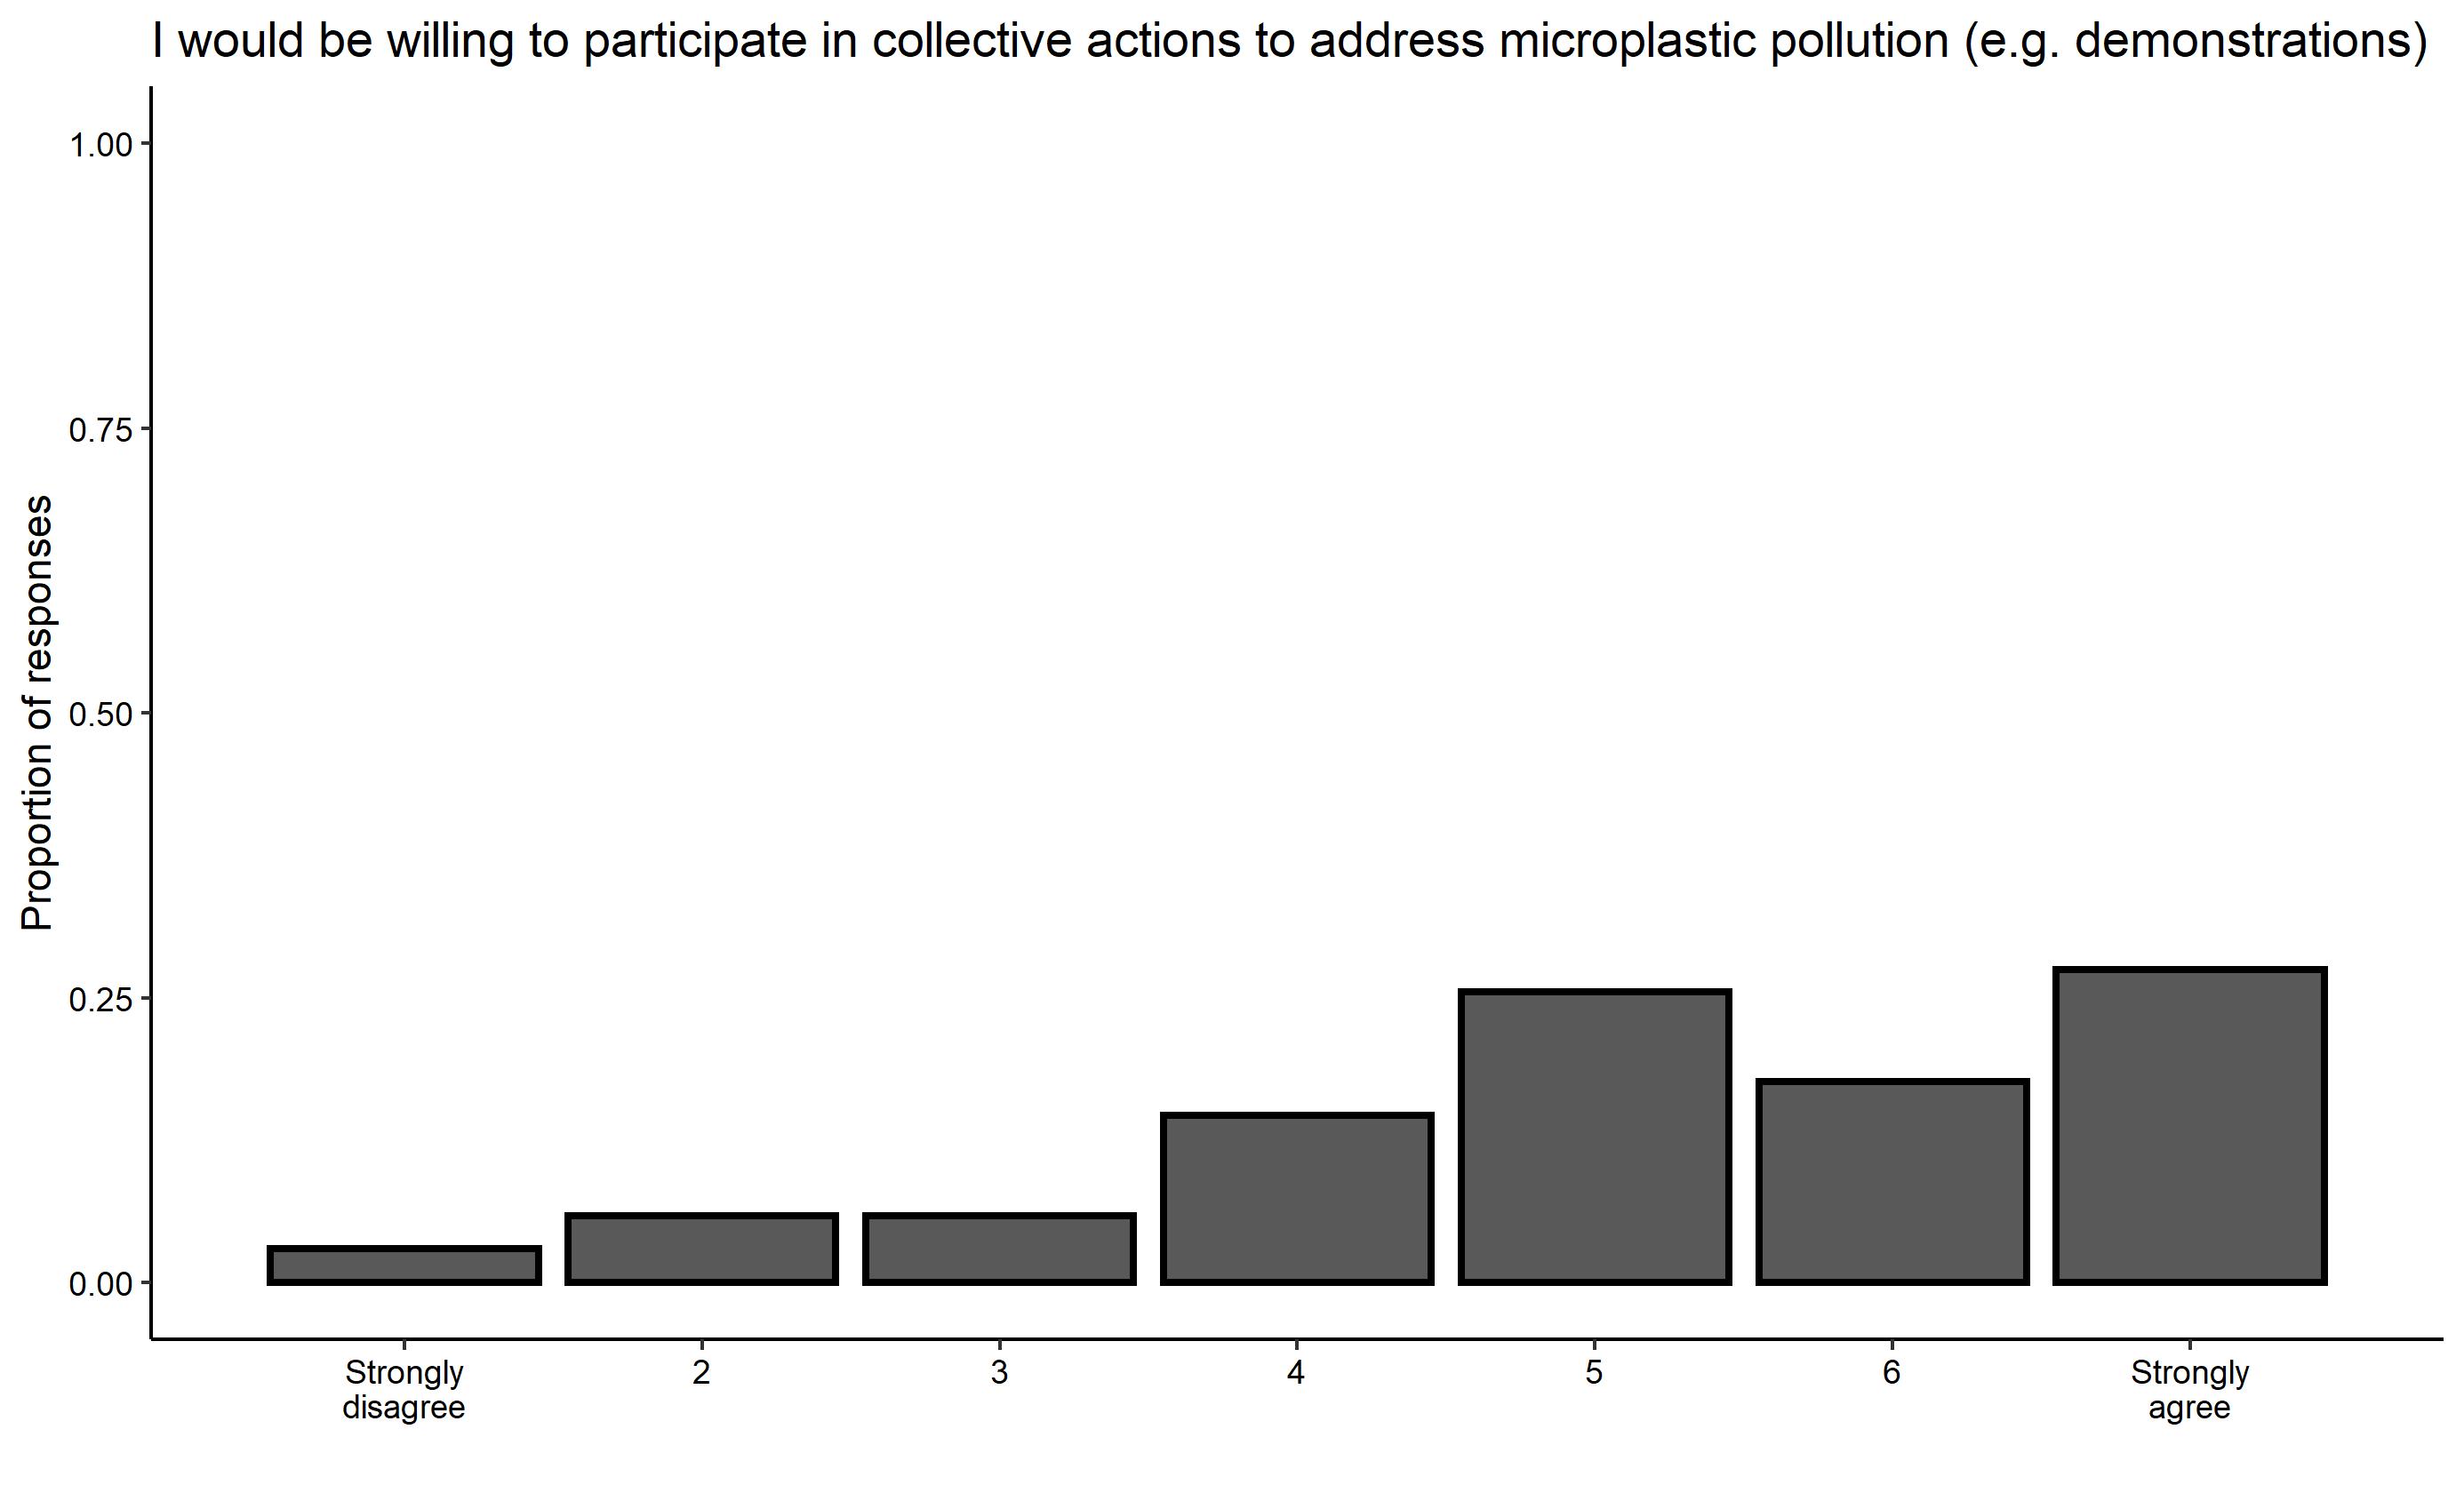 I would be willing to participate in collective actions to address microplastic pollution (e.g. demonstrations)
Proportion of responses
1.00
0.75
0.50
0.25
0.00
Strongly
disagree
2
3
4
5
6
Strongly
agree